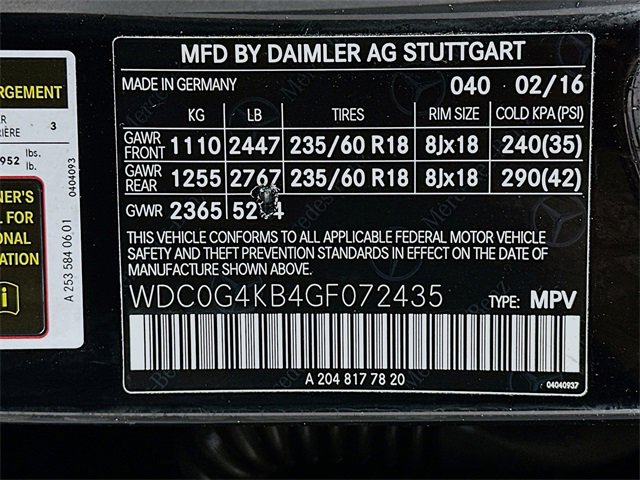 MFD BY DAIMLER AG STUTTGART
MADE IN GERMANY 040 02/16
KG LB TIRES RIM SIZE COLD KPA (PSI)
GAWR FRONT 1110 2447 235/60 R18 8Jx18 240(35)
GAWR REAR 1255 2767 235/60 R18 8Jx18 290(42)
GVWR 2365
THIS VEHICLE CONFORMS TO ALL APPLICABLE FEDERAL MOTOR VEHICLE
SAFETY AND THEFT PREVENTION STANDARDS IN EFFECT ON THE DATE
OF MANUFACTURE SHOWN ABOVE.
WDC0G4KB4GF072435 TYPE: MPV
A 204 817 78 20
04040937
3
952 lbs.
lb.
0404093
A 253 584 06 01
FOR